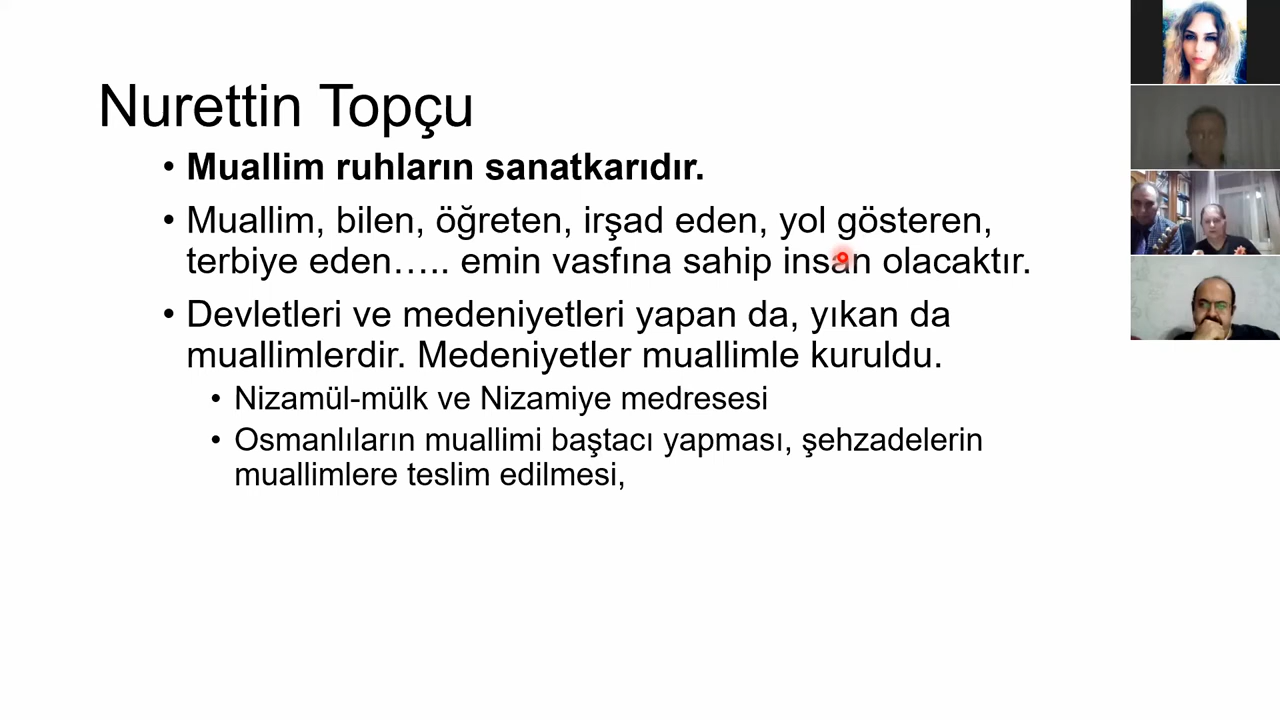 Nurettin Topçu
• Muallim ruhların sanatkarıdır.
• Muallim, bilen, öğreten, irşad eden, yol gösteren,
terbiye eden….. emin vasfına sahip insan olacaktır.
• Devletleri ve medeniyetleri yapan da, yıkan da
muallimlerdir. Medeniyetler muallimle kuruldu.
• Nizamül-mülk ve Nizamiye medresesi
• Osmanlıların muallimi baştacı yapması, şehzadelerin
muallimlere teslim edilmesi,